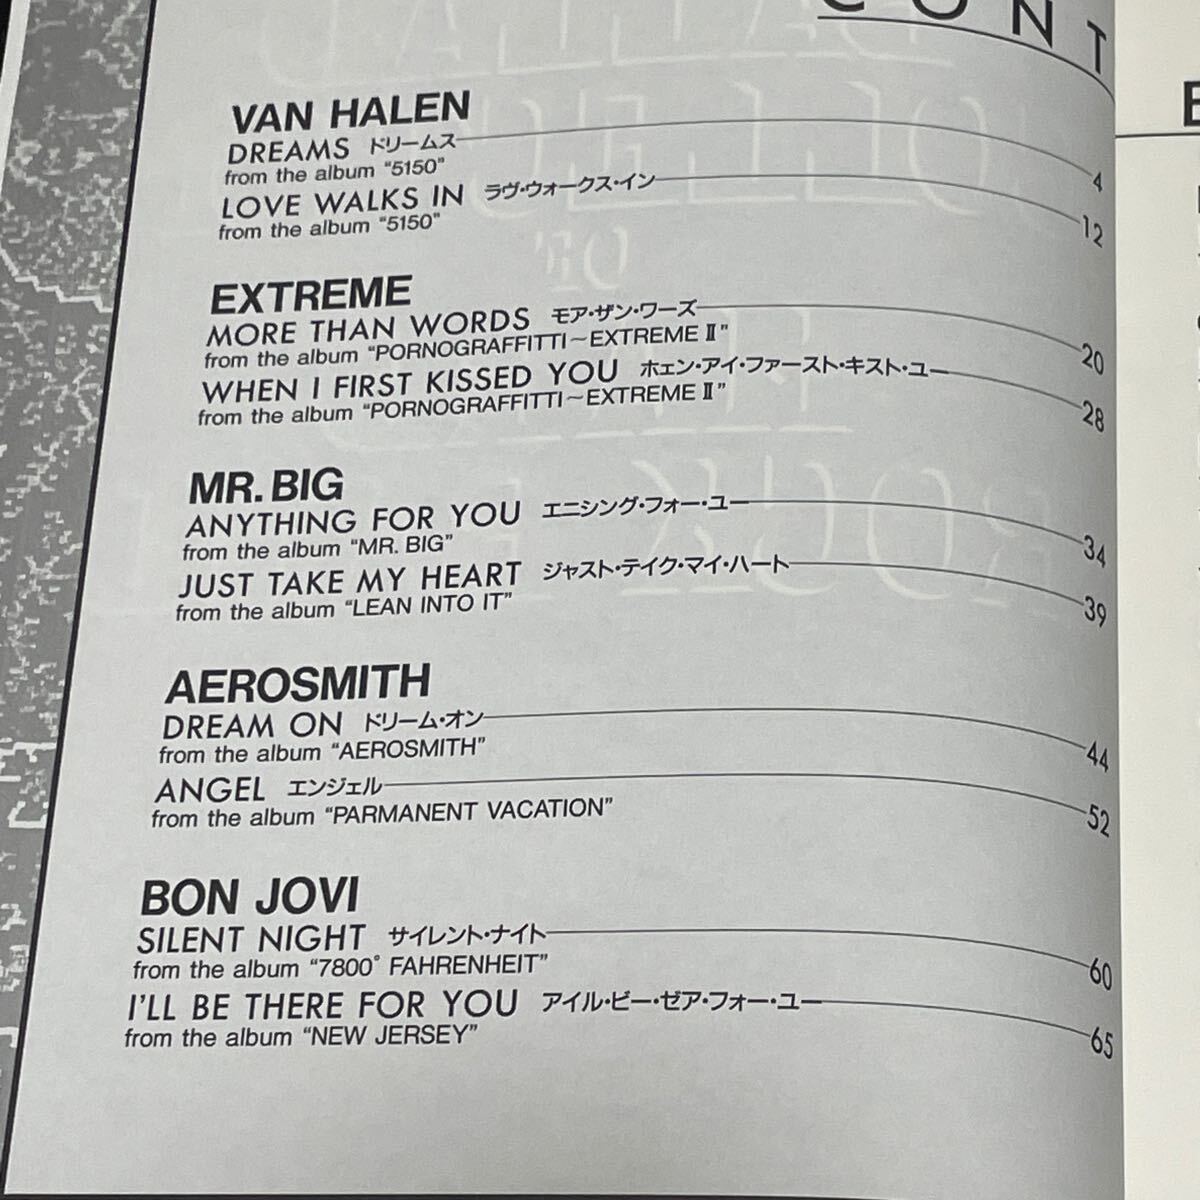 CONT
VAN HALEN
DREAMS ドリームス 4
from the album “5150”
LOVE WALKS IN ラヴ・ウォークス・イン 12
from the album “5150”
EXTREME
MORE THAN WORDS モア・ザン・ワーズ 20
from the album “PORNOGRAFFITTI～EXTREME Ⅱ”
WHEN I FIRST KISSED YOU ホェン・アイ・ファースト・キスト・ユー 28
from the album “PORNOGRAFFITTI～EXTREME Ⅱ”
MR. BIG
ANYTHING FOR YOU エニシング・フォー・ユー 34
from the album “MR. BIG”
JUST TAKE MY HEART ジャスト・テイク・マイ・ハート 39
from the album “LEAN INTO IT”
AEROSMITH
DREAM ON ドリーム・オン 44
from the album “AEROSMITH”
ANGEL エンジェル 52
from the album “PARMANENT VACATION”
BON JOVI
SILENT NIGHT サイレント・ナイト 60
from the album “7800° FAHRENHEIT”
I’LL BE THERE FOR YOU アイル・ビー・ゼア・フォー・ユー 65
from the album “NEW JERSEY”